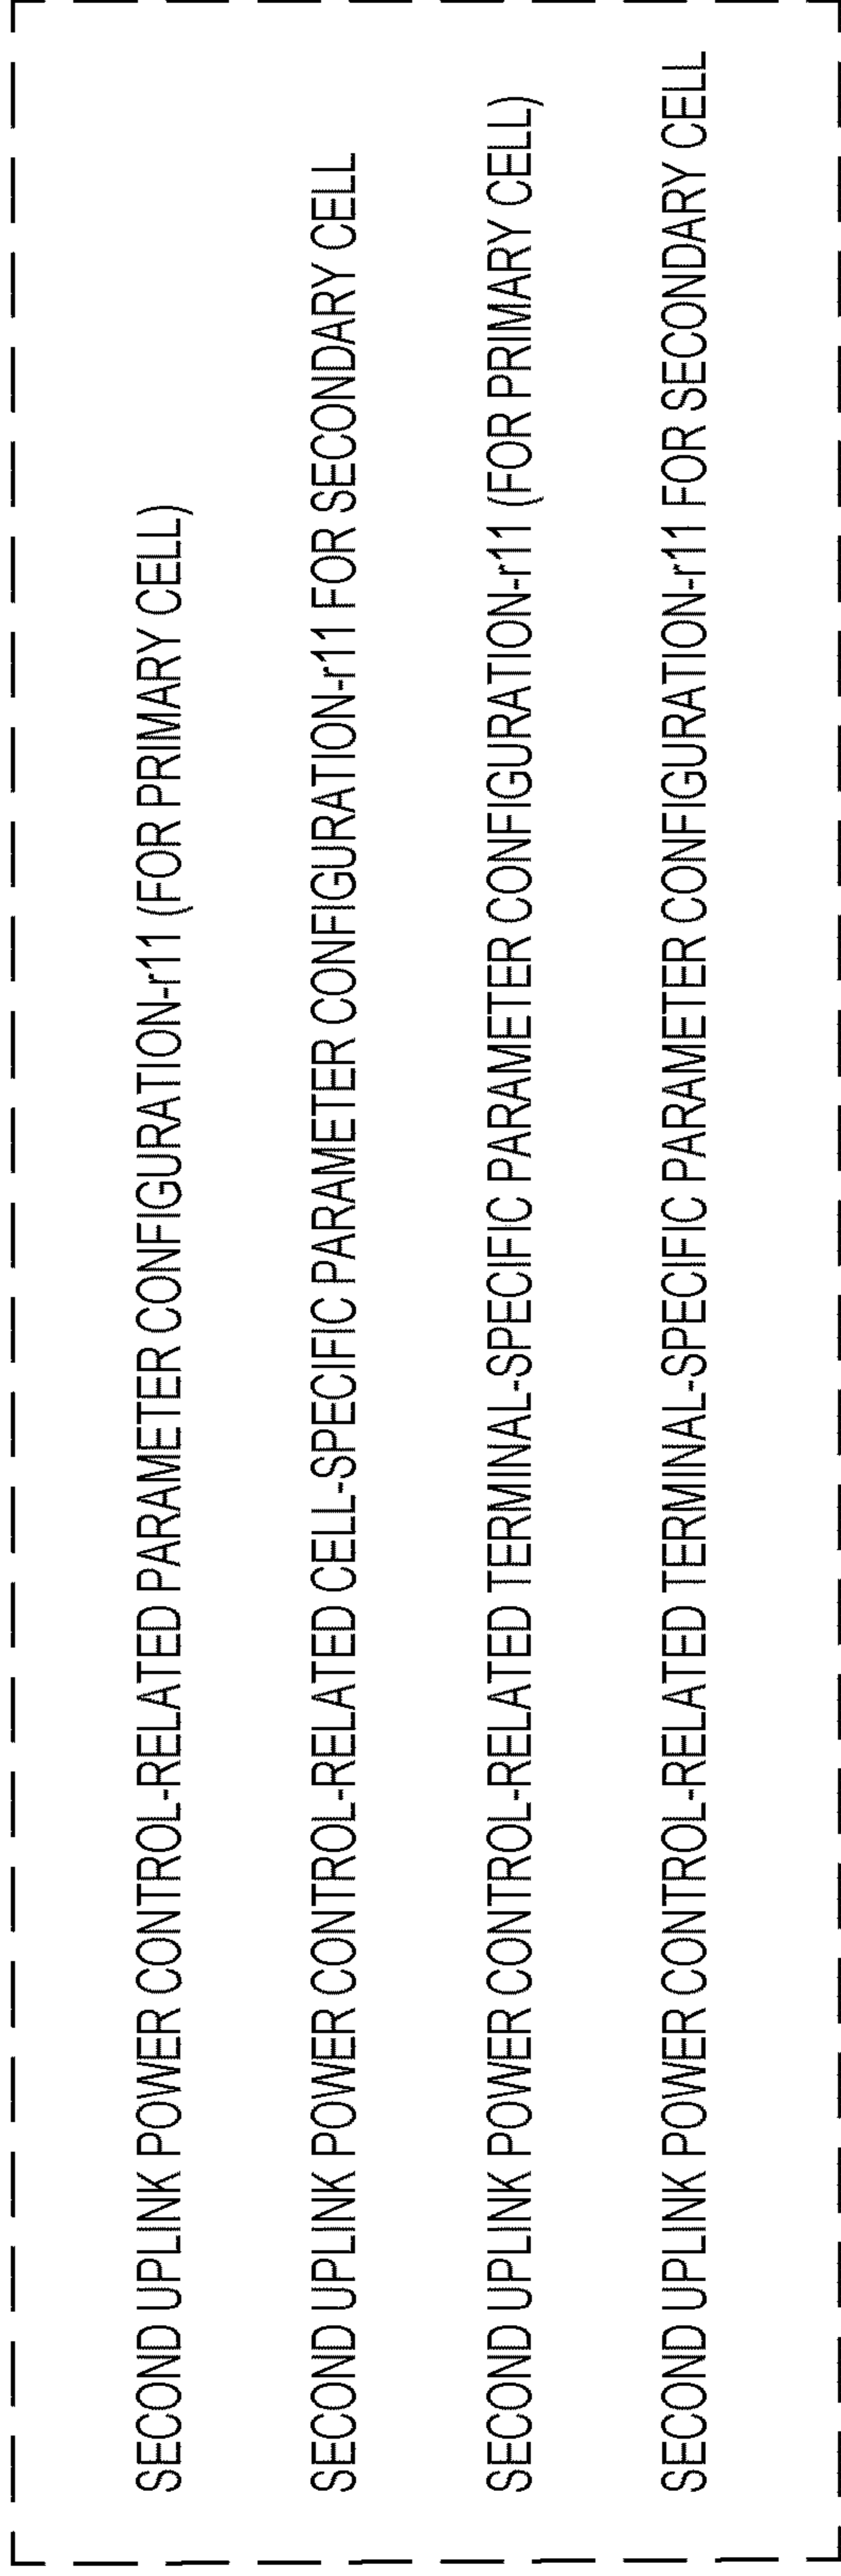 SECOND UPLINK POWER CONTROL-RELATED PARAMETER CONFIGURATION-r11 (FOR PRIMARY CELL)
SECOND UPLINK POWER CONTROL-RELATED CELL-SPECIFIC PARAMETER CONFIGURATION-r11 FOR SECONDARY CELL
SECOND UPLINK POWER CONTROL-RELATED TERMINAL-SPECIFIC PARAMETER CONFIGURATION-r11 (FOR PRIMARY CELL)
SECOND UPLINK POWER CONTROL-RELATED TERMINAL-SPECIFIC PARAMETER CONFIGURATION-r11 FOR SECONDARY CELL